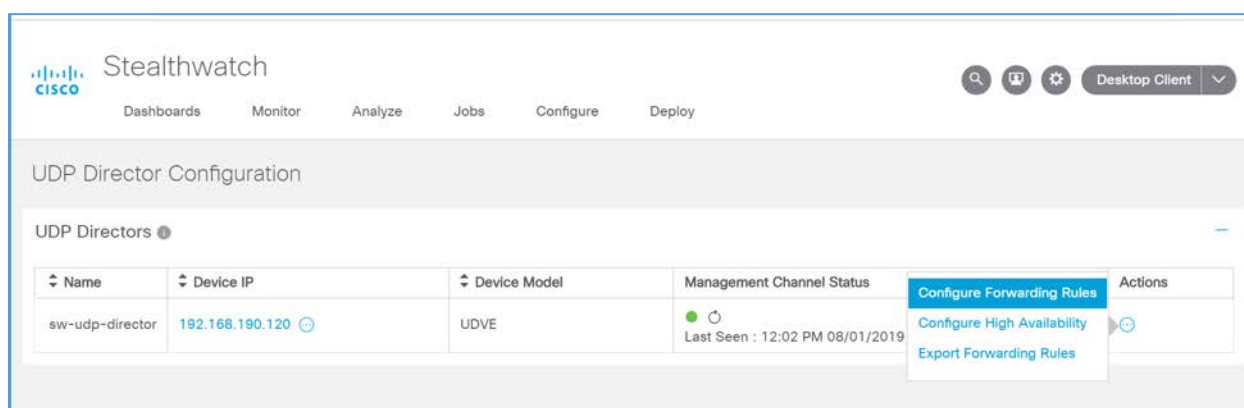 Stealthwatch
CISCO
Desktop Client
Dashboards Monitor Analyze Jobs Configure Deploy
UDP Director Configuration
UDP Directors
Name Device IP Device Model Management Channel Status Actions
Configure Forwarding Rules
sw-udp-director 192.168.190.120 UDVE
Last Seen : 12:02 PM 08/01/2019
Configure High Availability
Export Forwarding Rules